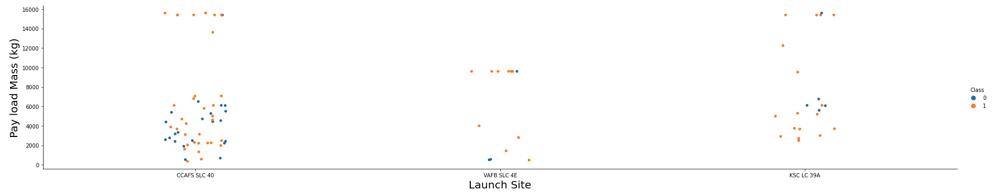 Pay load Mass (kg)
16000
14000
12000
10000
8000
6000
4000
2000
0
CCAFS SLC 40
VAFB SLC 4E
KSC LC 39A
Launch Site
Class
0
1